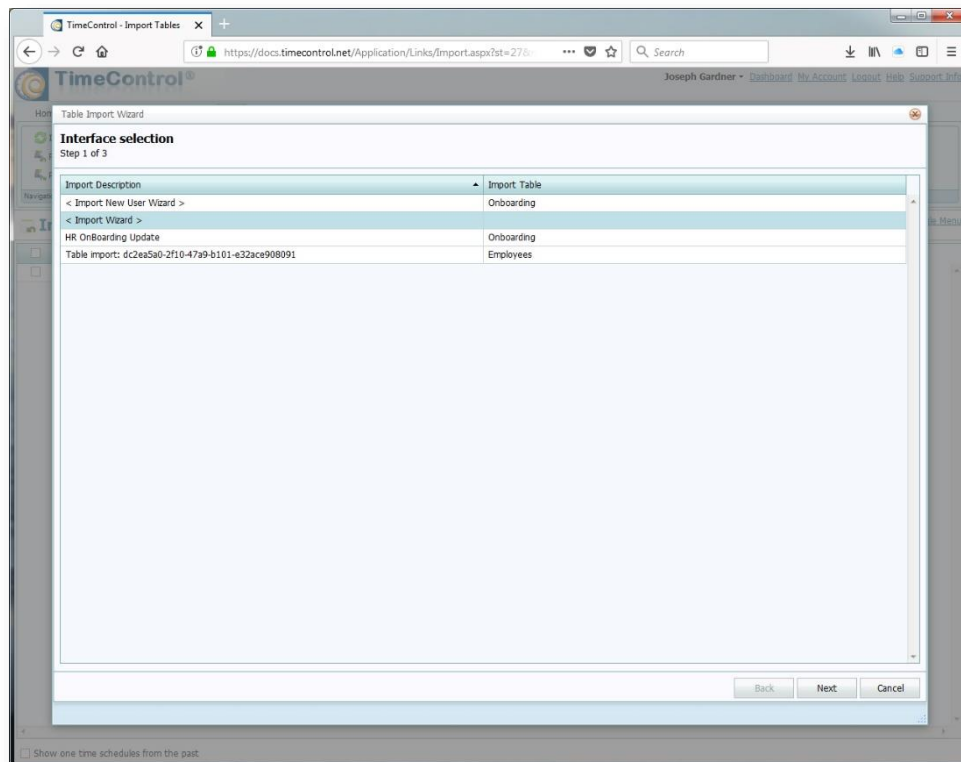 TimeControl - Import Tables
https://docs.timecontrol.net/Application/Links/Import.aspx?st=27&
Search
TimeControl®
Joseph Gardner Dashboard My Account Logout Help Support Info
Table Import Wizard
Interface selection
Step 1 of 3
Import Description Import Table
< Import New User Wizard > Onboarding
< Import Wizard >
HR OnBoarding Update Onboarding
Table import: dc2ea5a0-2f10-47a9-b101-e32ace908091 Employees
Back Next Cancel
Show one time schedules from the past